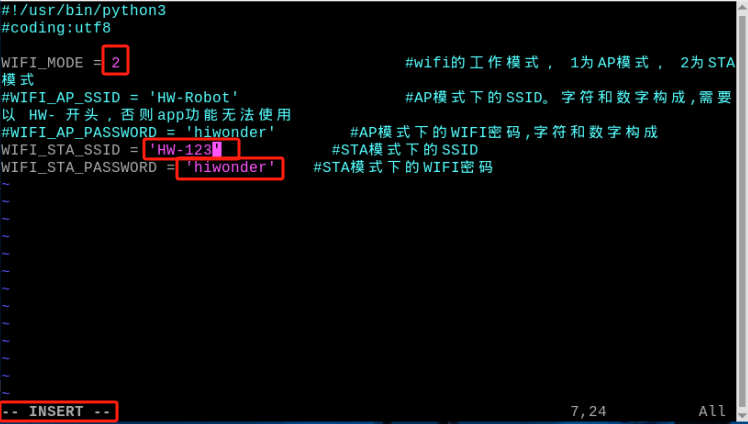 #!/usr/bin/python3
#coding:utf8
WIFI_MODE = 2 #wifi的工作模式, 1为AP模式, 2为STA
模式
#WIFI_AP_SSID = 'HW-Robot' #AP模式下的SSID。字符和数字构成,需要
以 HW- 开头,否则app功能无法使用
#WIFI_AP_PASSWORD = 'hiwonder' #AP模式下的WIFI密码,字符和数字构成
WIFI_STA_SSID = 'HW-123' #STA模式下的SSID
WIFI_STA_PASSWORD = 'hiwonder' #STA模式下的WIFI密码
~
~
~
~
~
~
~
~
~
~
~
~
~
-- INSERT -- 7,24 All